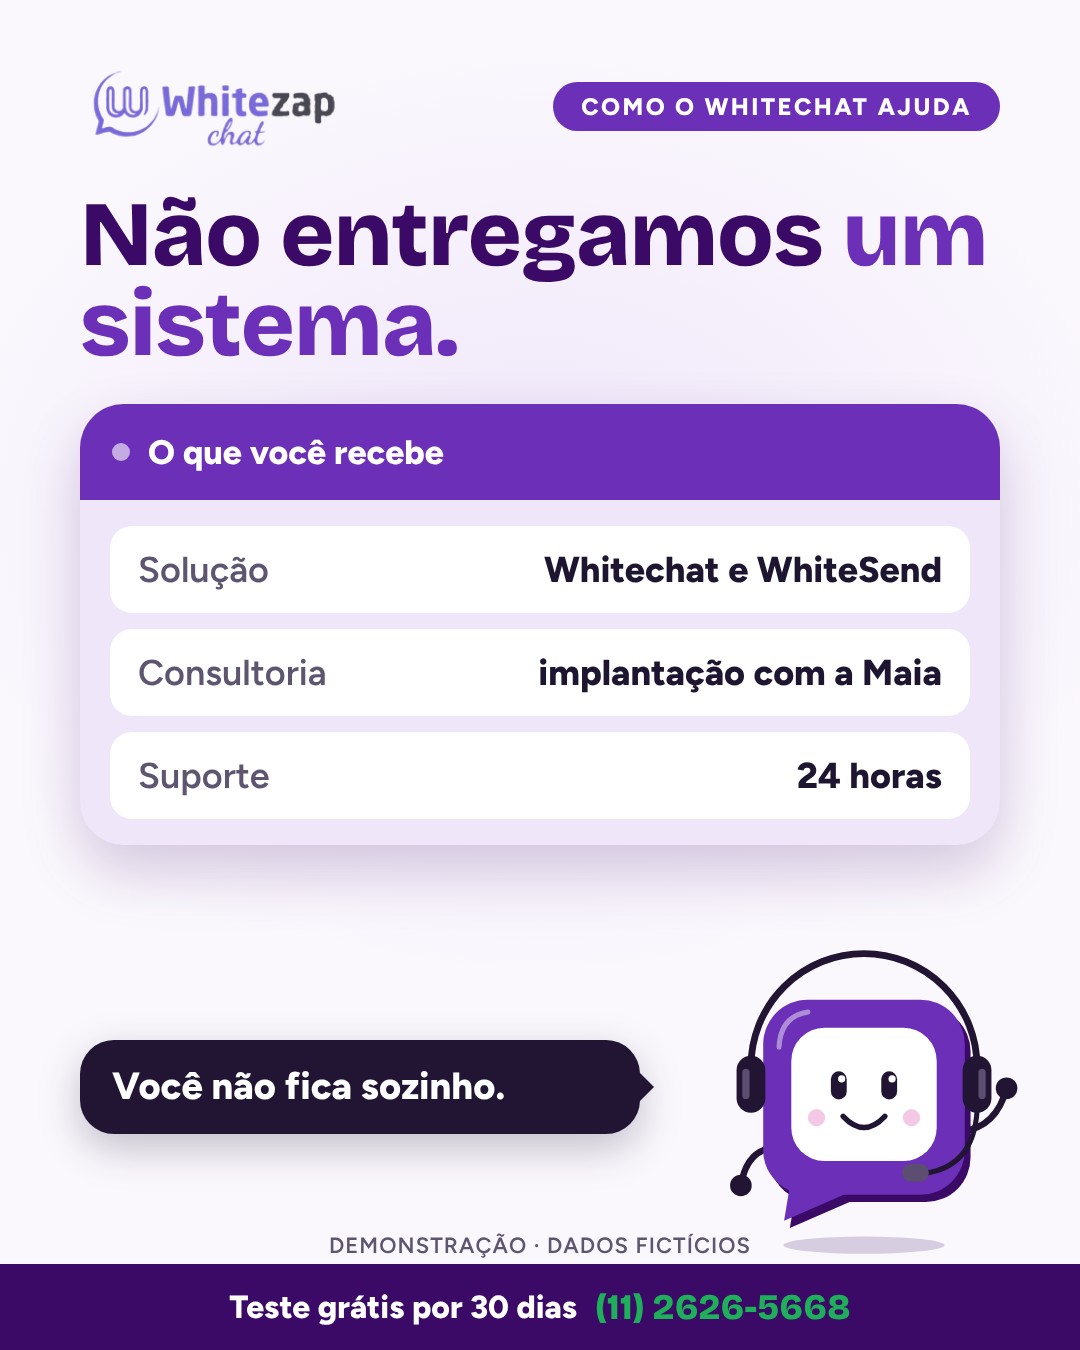 Whitezap
chat
COMO O WHITECHAT AJUDA
Não entregamos um
sistema.
O que você recebe
Solução Whitechat e WhiteSend
Consultoria implantação com a Maia
Suporte 24 horas
Você não fica sozinho.
DEMONSTRAÇÃO · DADOS FICTÍCIOS
Teste grátis por 30 dias (11) 2626-5668